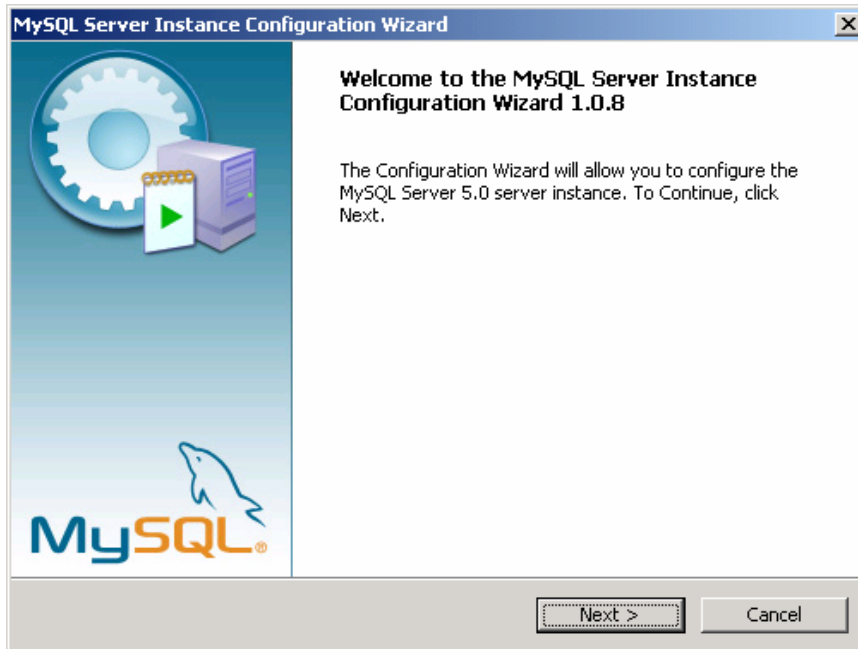 MySQL Server Instance Configuration Wizard
Welcome to the MySQL Server Instance
Configuration Wizard 1.0.8
The Configuration Wizard will allow you to configure the
MySQL Server 5.0 server instance. To Continue, click
Next.
MySQL®
Next >
Cancel